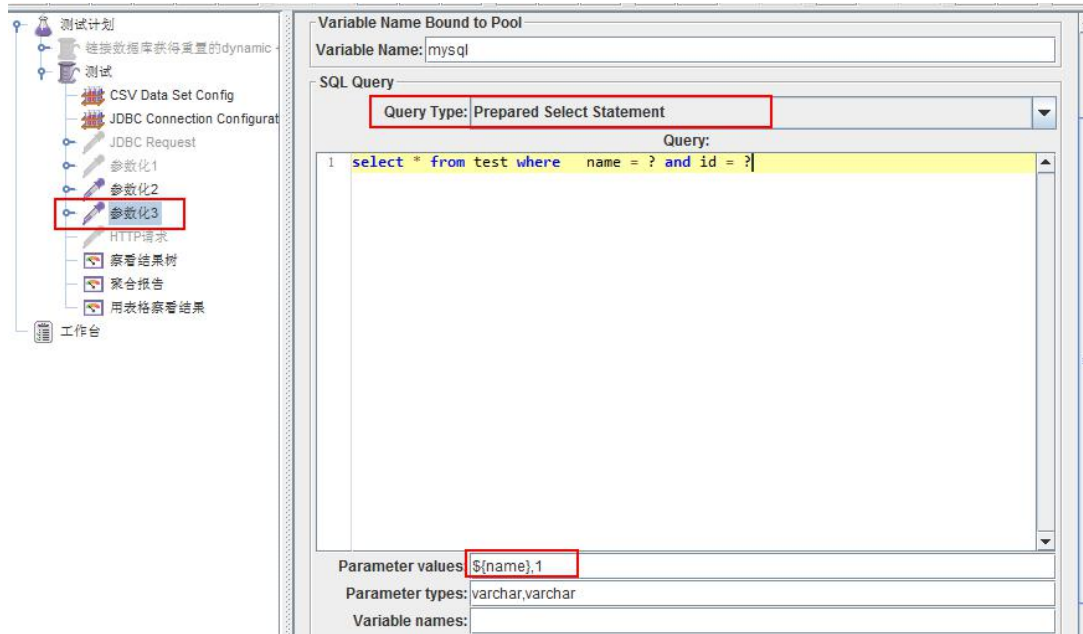 测试计划
链接数据库获得重置的dynamic
测试
CSV Data Set Config
JDBC Connection Configurat
JDBC Request
参数化1
参数化2
参数化3
HTTP请求
察看结果树
聚合报告
用表格察看结果
工作台
Variable Name Bound to Pool
Variable Name: mysql
SQL Query
Query Type: Prepared Select Statement
Query:
1 select * from test where name = ? and id = ?
Parameter values: ${name},1
Parameter types: varchar,varchar
Variable names: